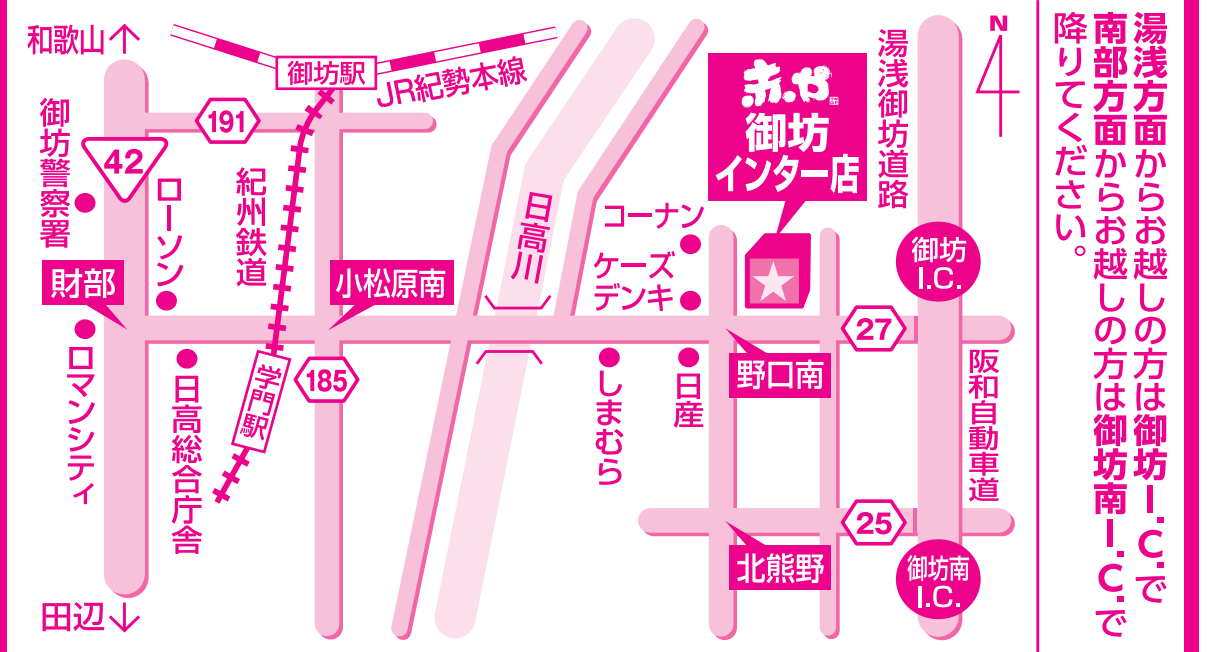 湯浅方面からお越しの方は御坊I.C.で
南部方面からお越しの方は御坊南I.C.で
降りてください。
N
和歌山↑
御坊駅
JR紀勢本線
191
42
御坊警察署
ローソン
紀州鉄道
財部
小松原南
ロマンシティ
日高総合庁舎
学門駅
185
田辺↓
日高川
コーナン
ケーズ
デンキ
赤や
御坊
インター店
湯浅御坊道路
御坊
I.C.
27
野口南
しまむら
日産
阪和自動車道
25
北熊野
御坊南
I.C.